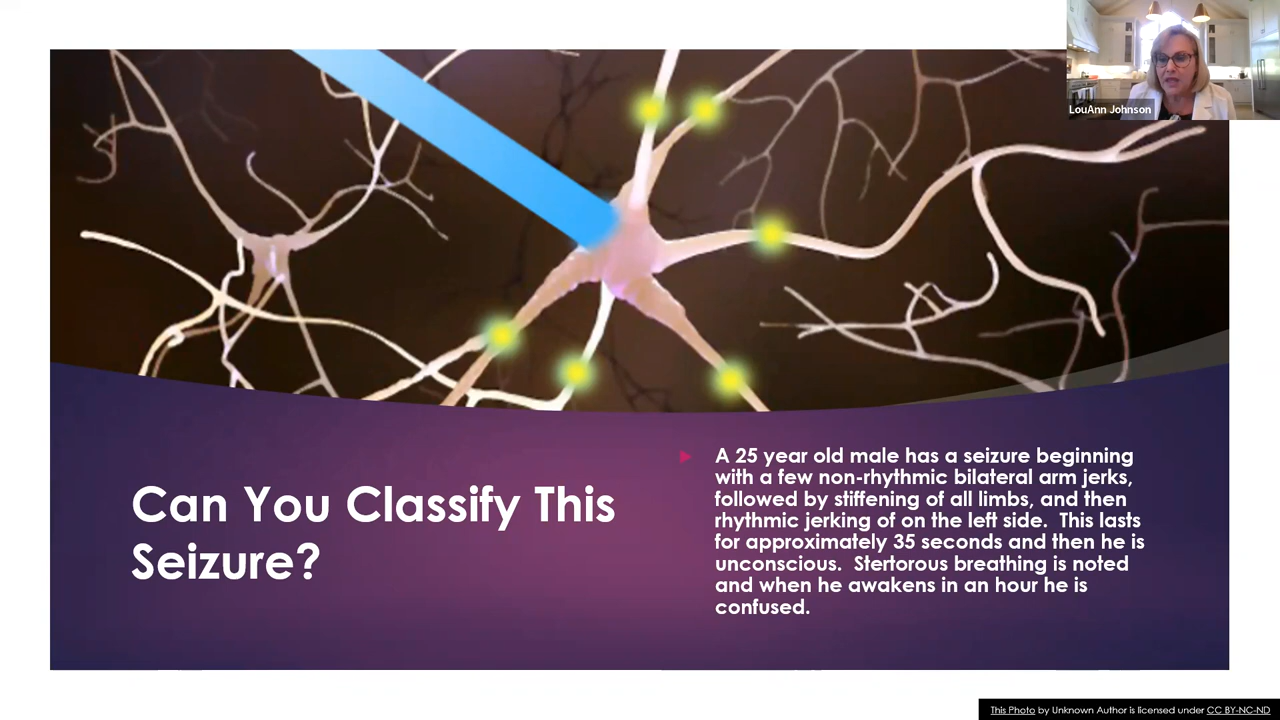 LouAnn Johnson
Can You Classify This
Seizure?
A 25 year old male has a seizure beginning
with a few non-rhythmic bilateral arm jerks,
followed by stiffening of all limbs, and then
rhythmic jerking of on the left side.  This lasts
for approximately 35 seconds and then he is
unconscious.  Stertorous breathing is noted
and when he awakens in an hour he is
confused.
This Photo by Unknown Author is licensed under CC BY-NC-ND